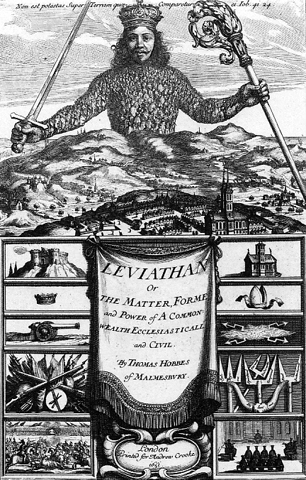 Non est potestas Super Terram quæ Comparetur ei Iob. 41. 24
LEVIATHAN
Or
THE MATTER, FORME
and POWER of A COMMON-
WEALTH ECCLESIASTICALL
and CIVIL.
By THOMAS HOBBES
of MALMESBURY.
London
Printed for Andrew Crooke
1651